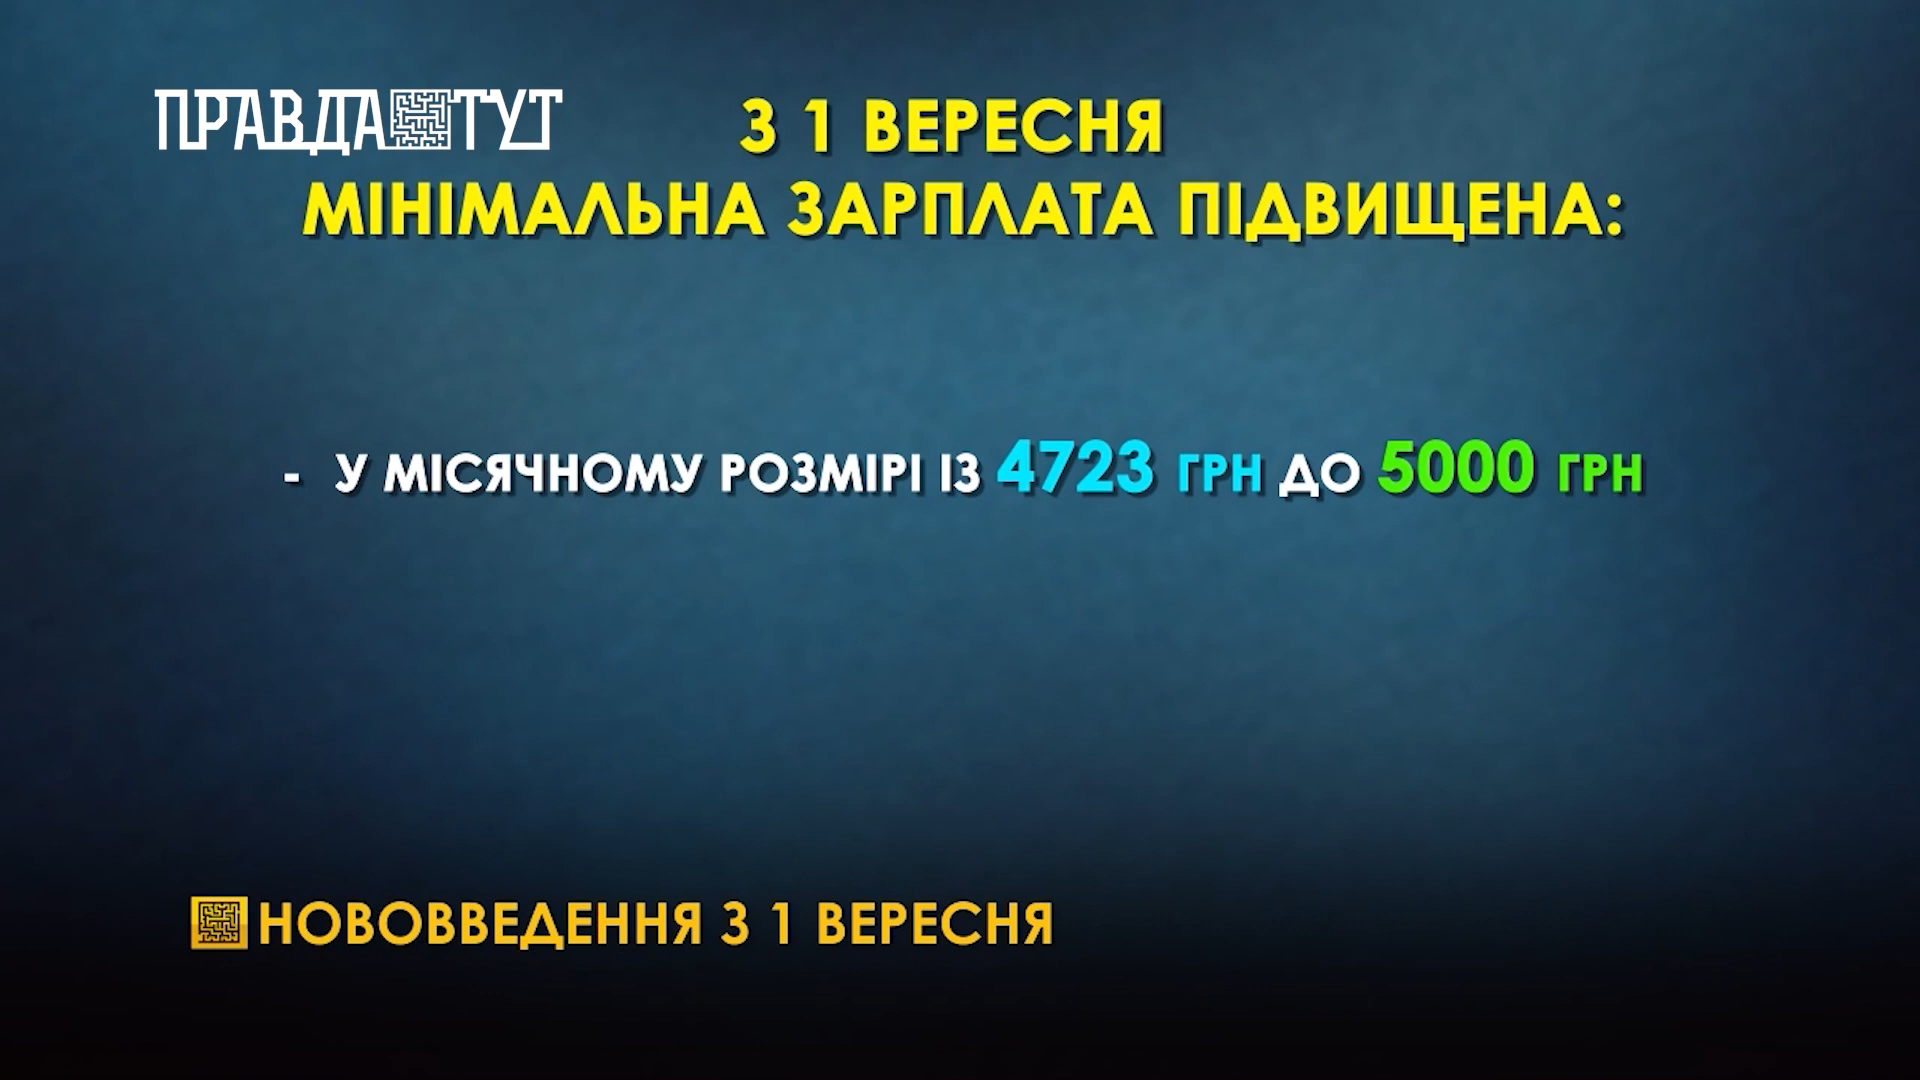 ПРАВДА ТУТ
З 1 ВЕРЕСНЯ
МІНІМАЛЬНА ЗАРПЛАТА ПІДВИЩЕНА:
- У МІСЯЧНОМУ РОЗМІРІ ІЗ 4723 ГРН ДО 5000 ГРН
НОВОВВЕДЕННЯ З 1 ВЕРЕСНЯ